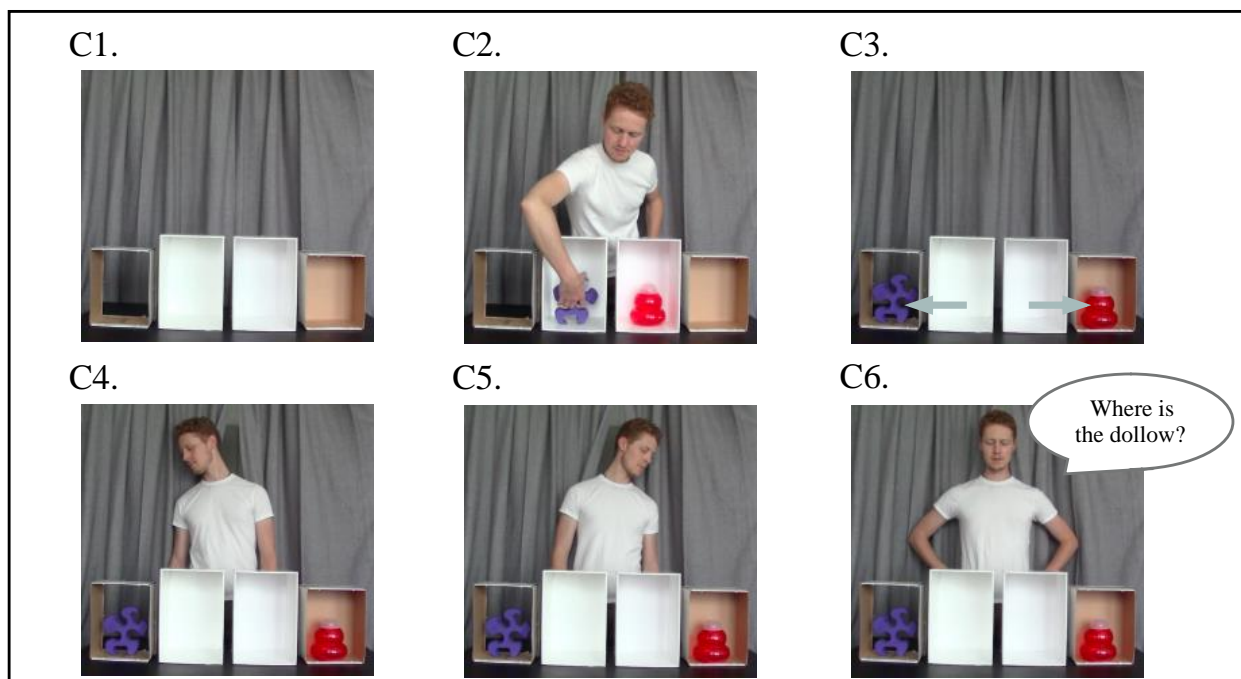 C1.
C2.
C3.
C4.
C5.
C6.
Where is
the dollow?